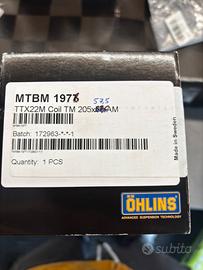 MTBM 197
525
TTX22M Coil TM 205x AM
Batch: 172963-*-*-1
Quantity: 1 PCS
Made in Sweden
ÖHLINS
ADVANCED SUSPENSION TECHNOLOGY
subito